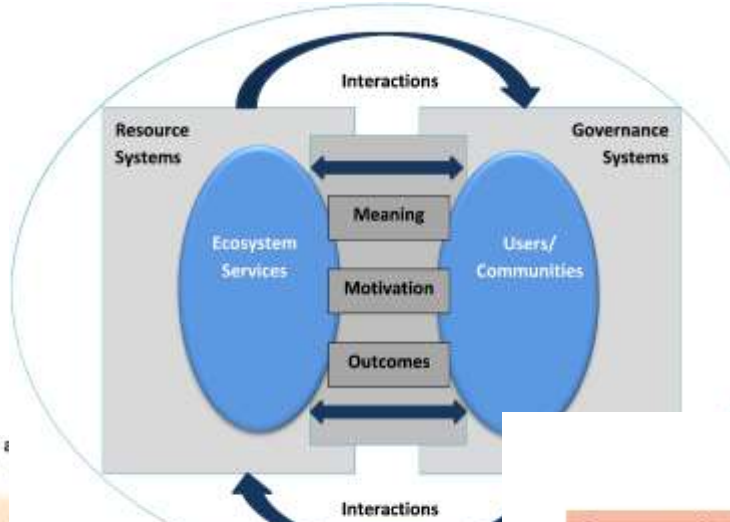 Interactions
Resource
Systems
Governance
Systems
Meaning
Ecosystem
Services
Users/
Communities
Motivation
Outcomes
Interactions